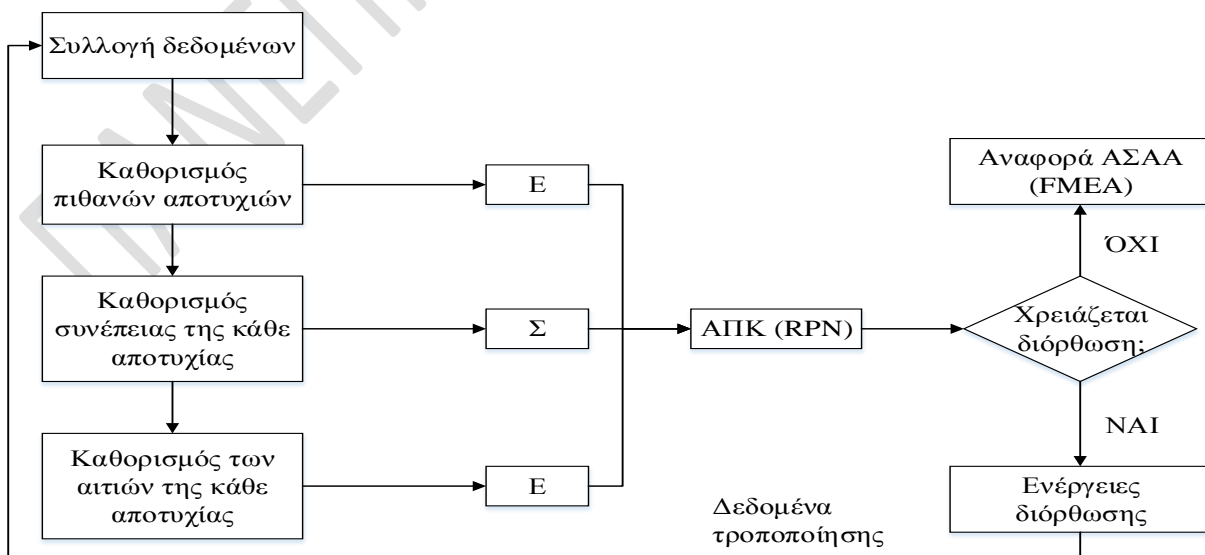 Συλλογή δεδομένων
Καθορισμός
πιθανών αποτυχιών
Ε
Αναφορά ΑΣΑΑ
(FMEA)
ΌΧΙ
Καθορισμός
συνέπειας της κάθε
αποτυχίας
Σ
ΑΠΚ (RPN)
Χρειάζεται
διόρθωση;
ΝΑΙ
Καθορισμός των
αιτιών της κάθε
αποτυχίας
Ε
Δεδομένα
τροποποίησης
Ενέργειες
διόρθωσης